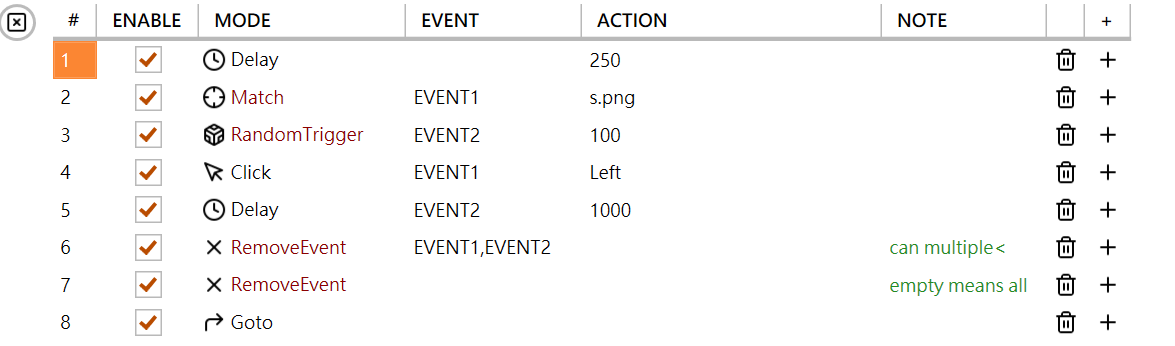 # ENABLE MODE EVENT ACTION NOTE +
1 Delay 250
2 Match EVENT1 s.png
3 RandomTrigger EVENT2 100
4 Click EVENT1 Left
5 Delay EVENT2 1000
6 RemoveEvent EVENT1,EVENT2 can multiple<
7 RemoveEvent empty means all
8 Goto